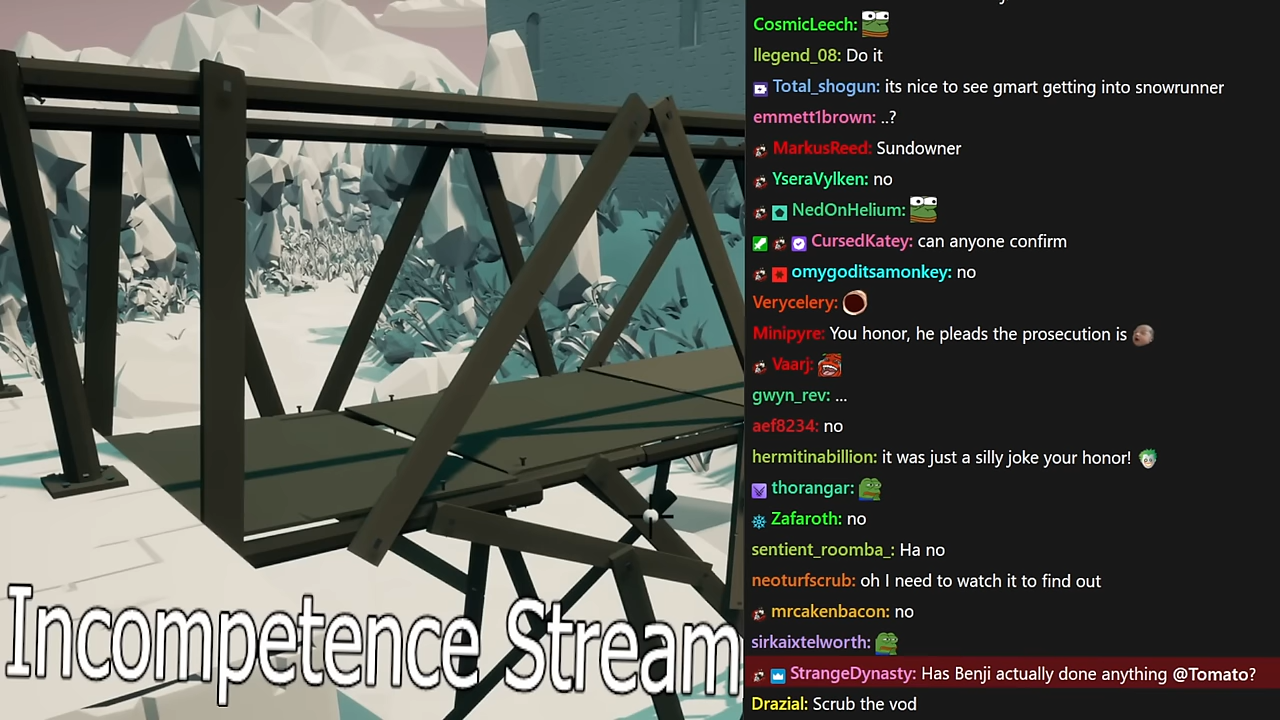 CosmicLeech:
llegend_08: Do it
Total_shogun: its nice to see gmart getting into snowrunner
emmett1brown: ..?
MarkusReed: Sundowner
YseraVylken: no
NedOnHelium:
CursedKatey: can anyone confirm
omygoditsamonkey: no
Verycelery:
Minipyre: You honor, he pleads the prosecution is
Vaarj:
gwyn_rev: ...
aef8234: no
hermitinabillion: it was just a silly joke your honor!
thorangar:
Zafaroth: no
sentient_roomba_: Ha no
neoturfscrub: oh I need to watch it to find out
mrcakenbacon: no
sirkaixtelworth:
StrangeDynasty: Has Benji actually done anything @Tomato?
Drazial: Scrub the vod
Incompetence Stream